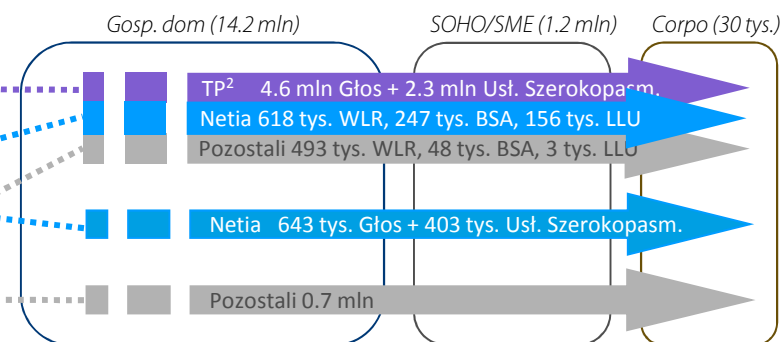 Gosp. dom (14.2 mln) SOHO/SME (1.2 mln) Corpo (30 tys.)
TP² 4.6 mln Głos + 2.3 mln Usł. Szerokopasm.
Netia 618 tys. WLR, 247 tys. BSA, 156 tys. LLU
Pozostali 493 tys. WLR, 48 tys. BSA, 3 tys. LLU
Netia 643 tys. Głos + 403 tys. Usł. Szerokopasm.
Pozostali 0.7 mln